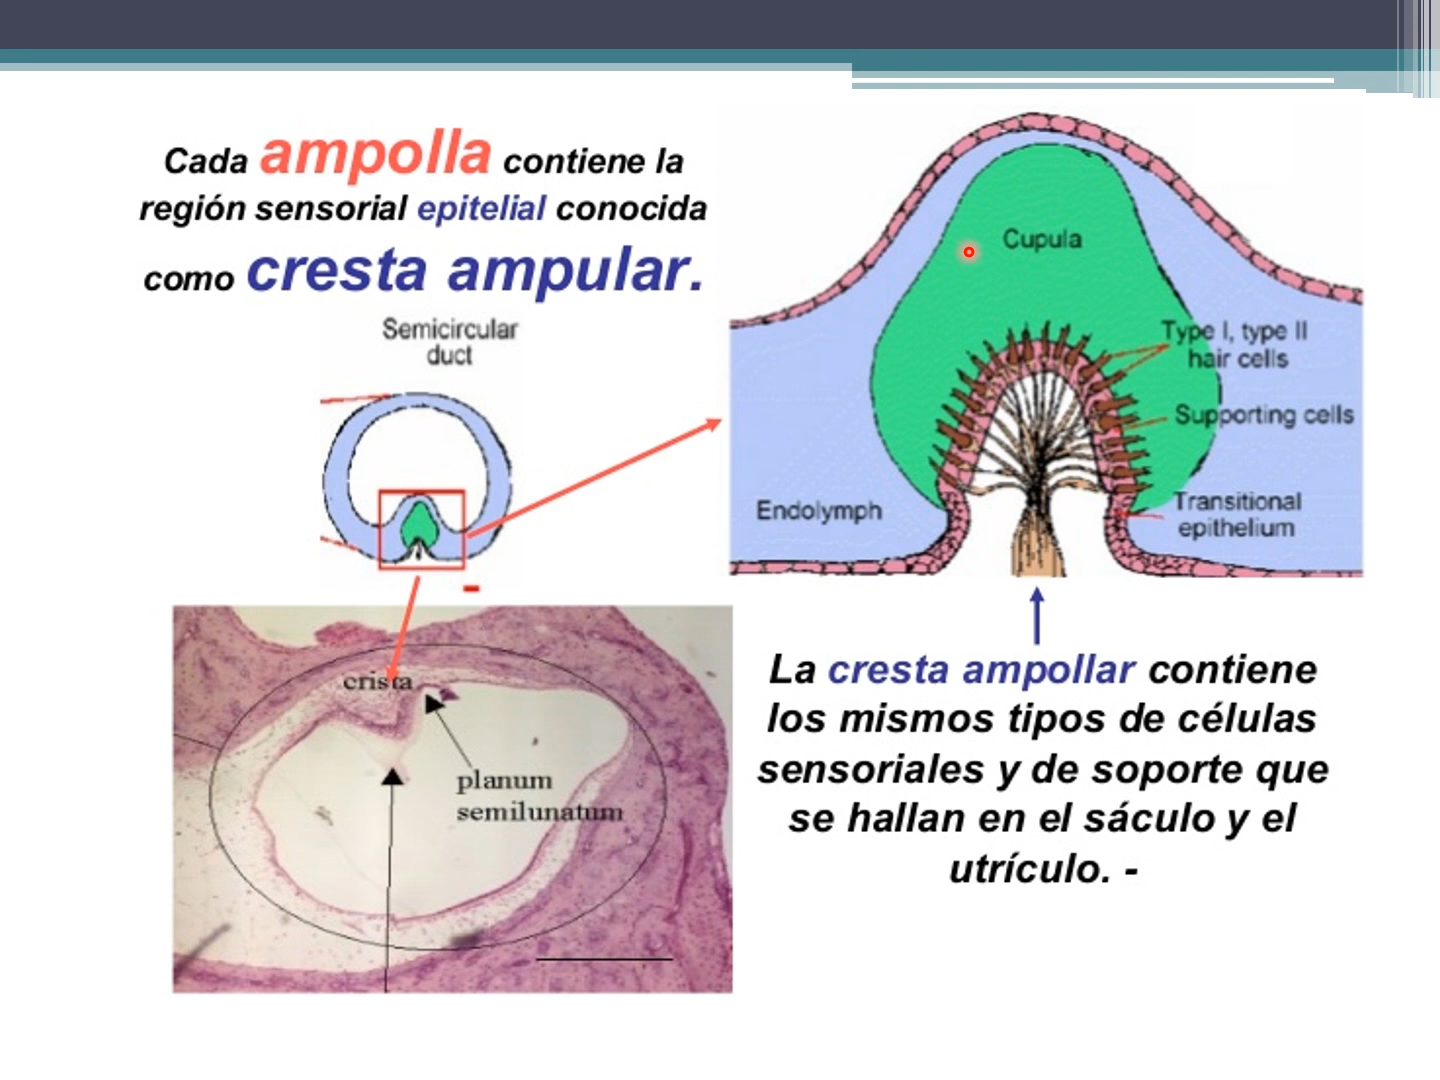 Cada ampolla contiene la
región sensorial epitelial conocida
como cresta ampular.
Semicircular
duct
-
Cupula
Type I, type II
hair cells
Supporting cells
Transitional
epithelium
Endolymph
crista
planum
semilunatum
La cresta ampollar contiene
los mismos tipos de células
sensoriales y de soporte que
se hallan en el sáculo y el
utrículo. -